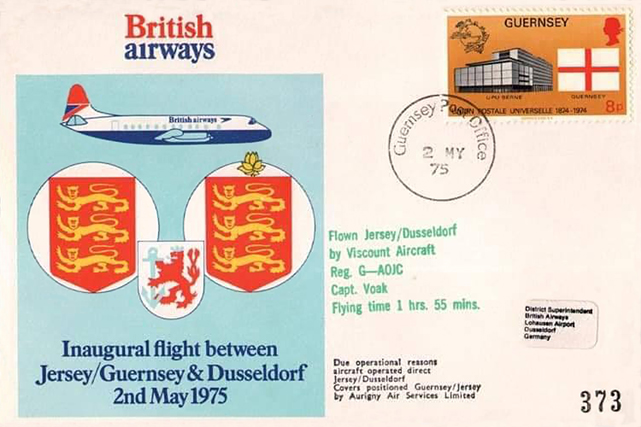 British
airways
GUERNSEY
UPU BERNE
GUERNSEY
UNION POSTALE UNIVERSELLE 1874-1974
8p
Guernsey Post Office
2 MY
75
British airways
Flown Jersey/Dusseldorf
by Viscount Aircraft
Reg. G—AOJC
Capt. Voak
Flying time 1 hrs. 55 mins.
District Superintendent
British Airways
Lohausen Airport
Dusseldorf
Germany
Inaugural flight between
Jersey/Guernsey & Dusseldorf
2nd May 1975
Due operational reasons
aircraft operated direct
Jersey/Dusseldorf
Covers positioned Guernsey/Jersey
by Aurigny Air Services Limited
373